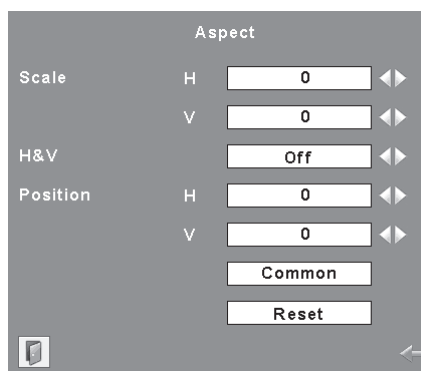 Aspect
Scale H 0
V 0
H&V Off
Position H 0
V 0
Common
Reset